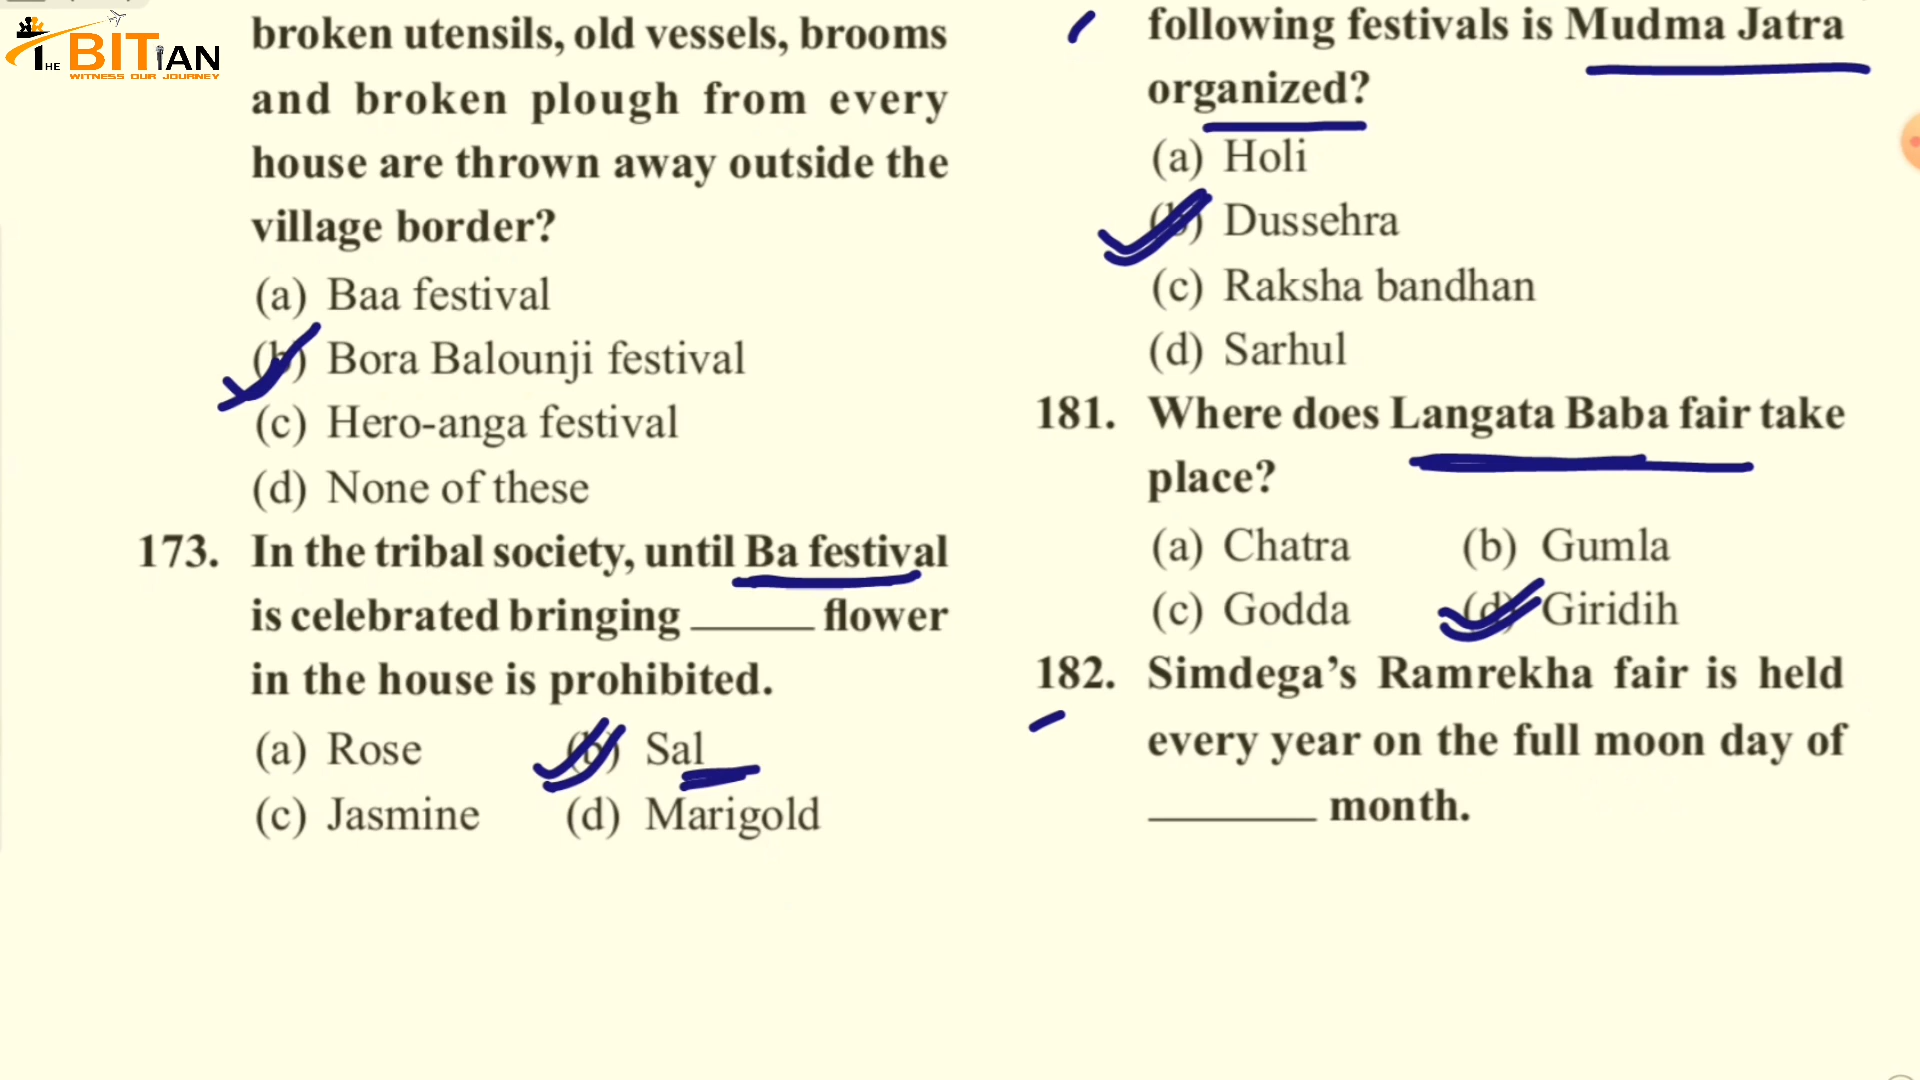 THE BITIAN
WITNESS OUR JOURNEY
broken utensils, old vessels, brooms
and broken plough from every
house are thrown away outside the
village border?
(a) Baa festival
(b) Bora Balounji festival
(c) Hero-anga festival
(d) None of these
173. In the tribal society, until Ba festival
is celebrated bringing ______ flower
in the house is prohibited.
(a) Rose (b) Sal
(c) Jasmine (d) Marigold
following festivals is Mudma Jatra
organized?
(a) Holi
(b) Dussehra
(c) Raksha bandhan
(d) Sarhul
181. Where does Langata Baba fair take
place?
(a) Chatra (b) Gumla
(c) Godda (d) Giridih
182. Simdega's Ramrekha fair is held
every year on the full moon day of
________ month.